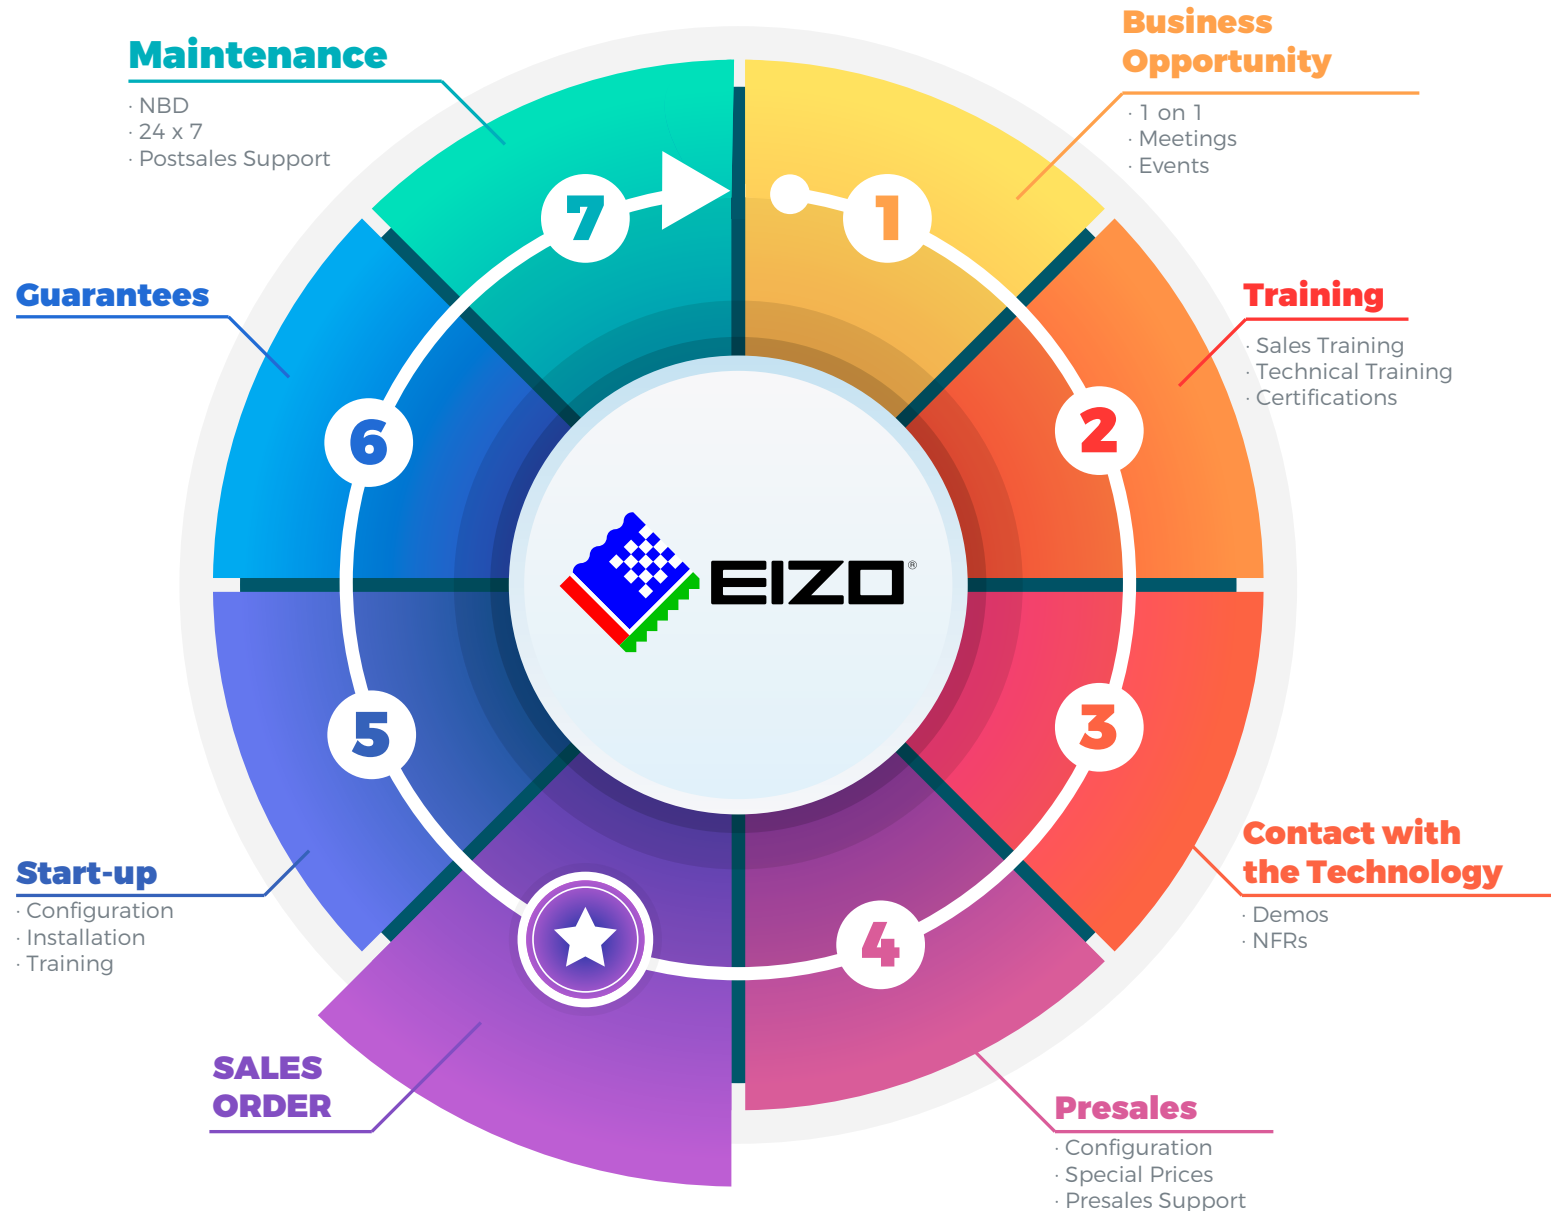 Business
Opportunity
· 1 on 1
· Meetings
· Events
1
Training
· Sales Training
· Technical Training
· Certifications
2
Contact with
the Technology
· Demos
· NFRs
3
Presales
· Configuration
· Special Prices
· Presales Support
4
SALES
ORDER
Start-up
· Configuration
· Installation
· Training
5
Guarantees
6
Maintenance
· NBD
· 24 x 7
· Postsales Support
7
EIZO®